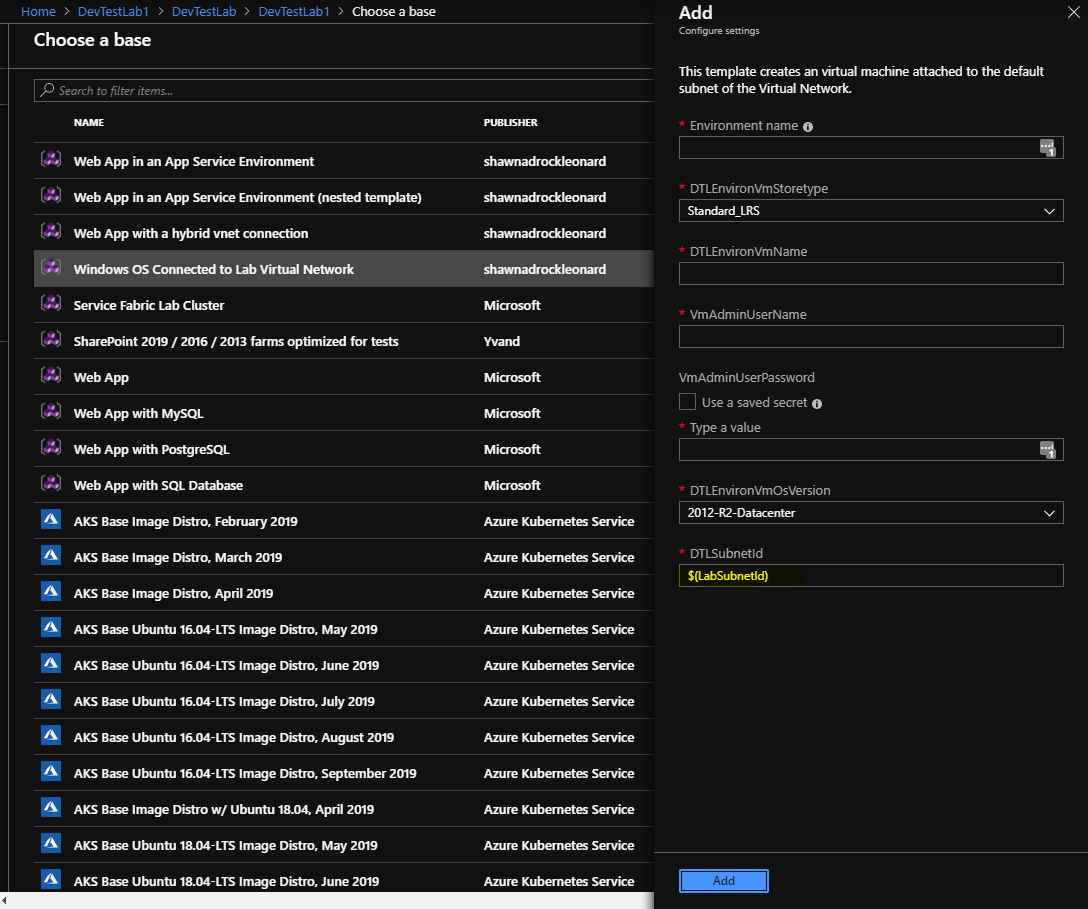 Home > DevTestLab1 > DevTestLab > DevTestLab1 > Choose a base
Choose a base
Search to filter items...
NAME PUBLISHER
Web App in an App Service Environment shawnadrockleonard
Web App in an App Service Environment (nested template) shawnadrockleonard
Web App with a hybrid vnet connection shawnadrockleonard
Windows OS Connected to Lab Virtual Network shawnadrockleonard
Service Fabric Lab Cluster Microsoft
SharePoint 2019 / 2016 / 2013 farms optimized for tests Yvand
Web App Microsoft
Web App with MySQL Microsoft
Web App with PostgreSQL Microsoft
Web App with SQL Database Microsoft
AKS Base Image Distro, February 2019 Azure Kubernetes Service
AKS Base Image Distro, March 2019 Azure Kubernetes Service
AKS Base Image Distro, April 2019 Azure Kubernetes Service
AKS Base Ubuntu 16.04-LTS Image Distro, May 2019 Azure Kubernetes Service
AKS Base Ubuntu 16.04-LTS Image Distro, June 2019 Azure Kubernetes Service
AKS Base Ubuntu 16.04-LTS Image Distro, July 2019 Azure Kubernetes Service
AKS Base Ubuntu 16.04-LTS Image Distro, August 2019 Azure Kubernetes Service
AKS Base Ubuntu 16.04-LTS Image Distro, September 2019 Azure Kubernetes Service
AKS Base Image Distro w/ Ubuntu 18.04, April 2019 Azure Kubernetes Service
AKS Base Ubuntu 18.04-LTS Image Distro, May 2019 Azure Kubernetes Service
AKS Base Ubuntu 18.04-LTS Image Distro, June 2019 Azure Kubernetes Service
Add
Configure settings
This template creates an virtual machine attached to the default
subnet of the Virtual Network.
* Environment name
1
* DTLEnvironVmStoretype
Standard_LRS
* DTLEnvironVmName
* VmAdminUserName
VmAdminUserPassword
Use a saved secret
* Type a value
1
* DTLEnvironVmOsVersion
2012-R2-Datacenter
* DTLSubnetId
$(LabSubnetId)
Add